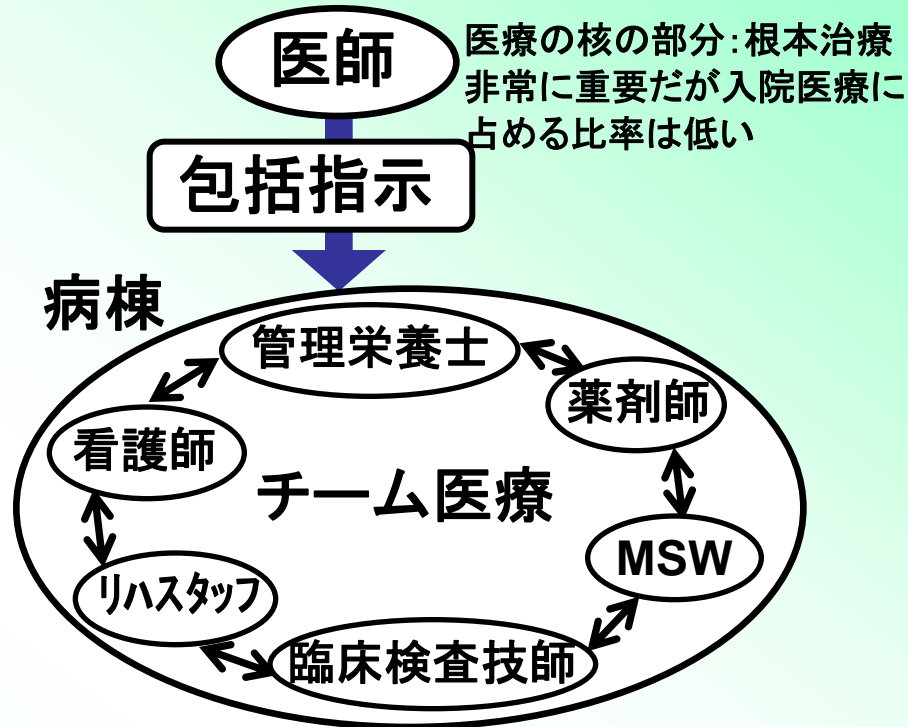 医師
医療の核の部分：根本治療
非常に重要だが入院医療に
占める比率は低い
包括指示
病棟
管理栄養士
薬剤師
看護師
チーム医療
MSW
リハスタッフ
臨床検査技師